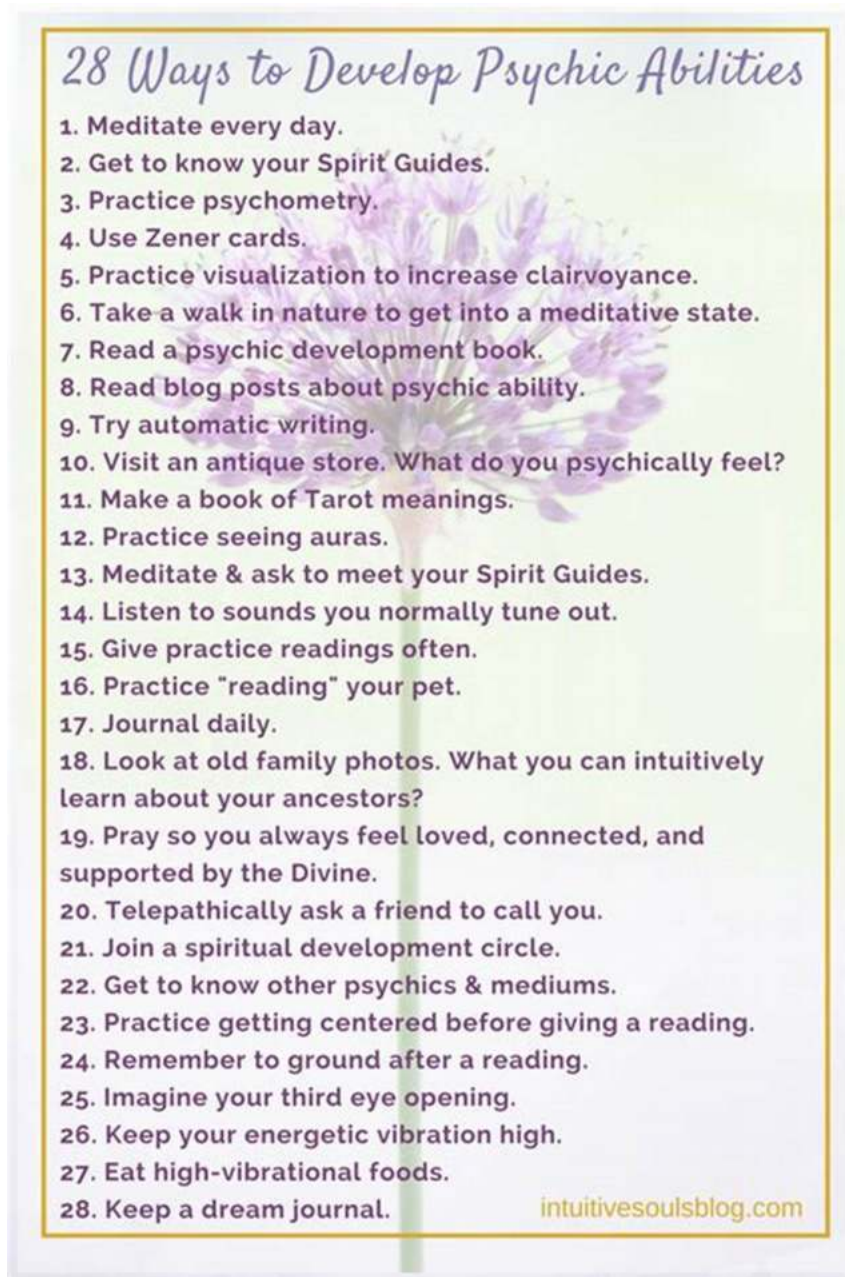 28 Ways to Develop Psychic Abilities
1. Meditate every day.
2. Get to know your Spirit Guides.
3. Practice psychometry.
4. Use Zener cards.
5. Practice visualization to increase clairvoyance.
6. Take a walk in nature to get into a meditative state.
7. Read a psychic development book.
8. Read blog posts about psychic ability.
9. Try automatic writing.
10. Visit an antique store. What do you psychically feel?
11. Make a book of Tarot meanings.
12. Practice seeing auras.
13. Meditate & ask to meet your Spirit Guides.
14. Listen to sounds you normally tune out.
15. Give practice readings often.
16. Practice "reading" your pet.
17. Journal daily.
18. Look at old family photos. What you can intuitively
learn about your ancestors?
19. Pray so you always feel loved, connected, and
supported by the Divine.
20. Telepathically ask a friend to call you.
21. Join a spiritual development circle.
22. Get to know other psychics & mediums.
23. Practice getting centered before giving a reading.
24. Remember to ground after a reading.
25. Imagine your third eye opening.
26. Keep your energetic vibration high.
27. Eat high-vibrational foods.
28. Keep a dream journal.
intuitivesoulsblog.com